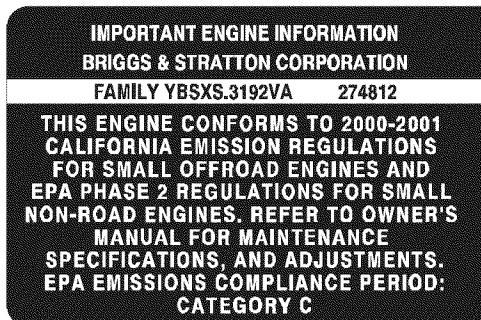 IMPORTANT ENGINE INFORMATION
BRIGGS & STRATTON CORPORATION
FAMILY YBSXS.3192VA 274812
THIS ENGINE CONFORMS TO 2000-2001
CALIFORNIA EMISSION REGULATIONS
FOR SMALL OFFROAD ENGINES AND
EPA PHASE 2 REGULATIONS FOR SMALL
NON-ROAD ENGINES. REFER TO OWNER'S
MANUAL FOR MAINTENANCE
SPECIFICATIONS, AND ADJUSTMENTS.
EPA EMISSIONS COMPLIANCE PERIOD:
CATEGORY C